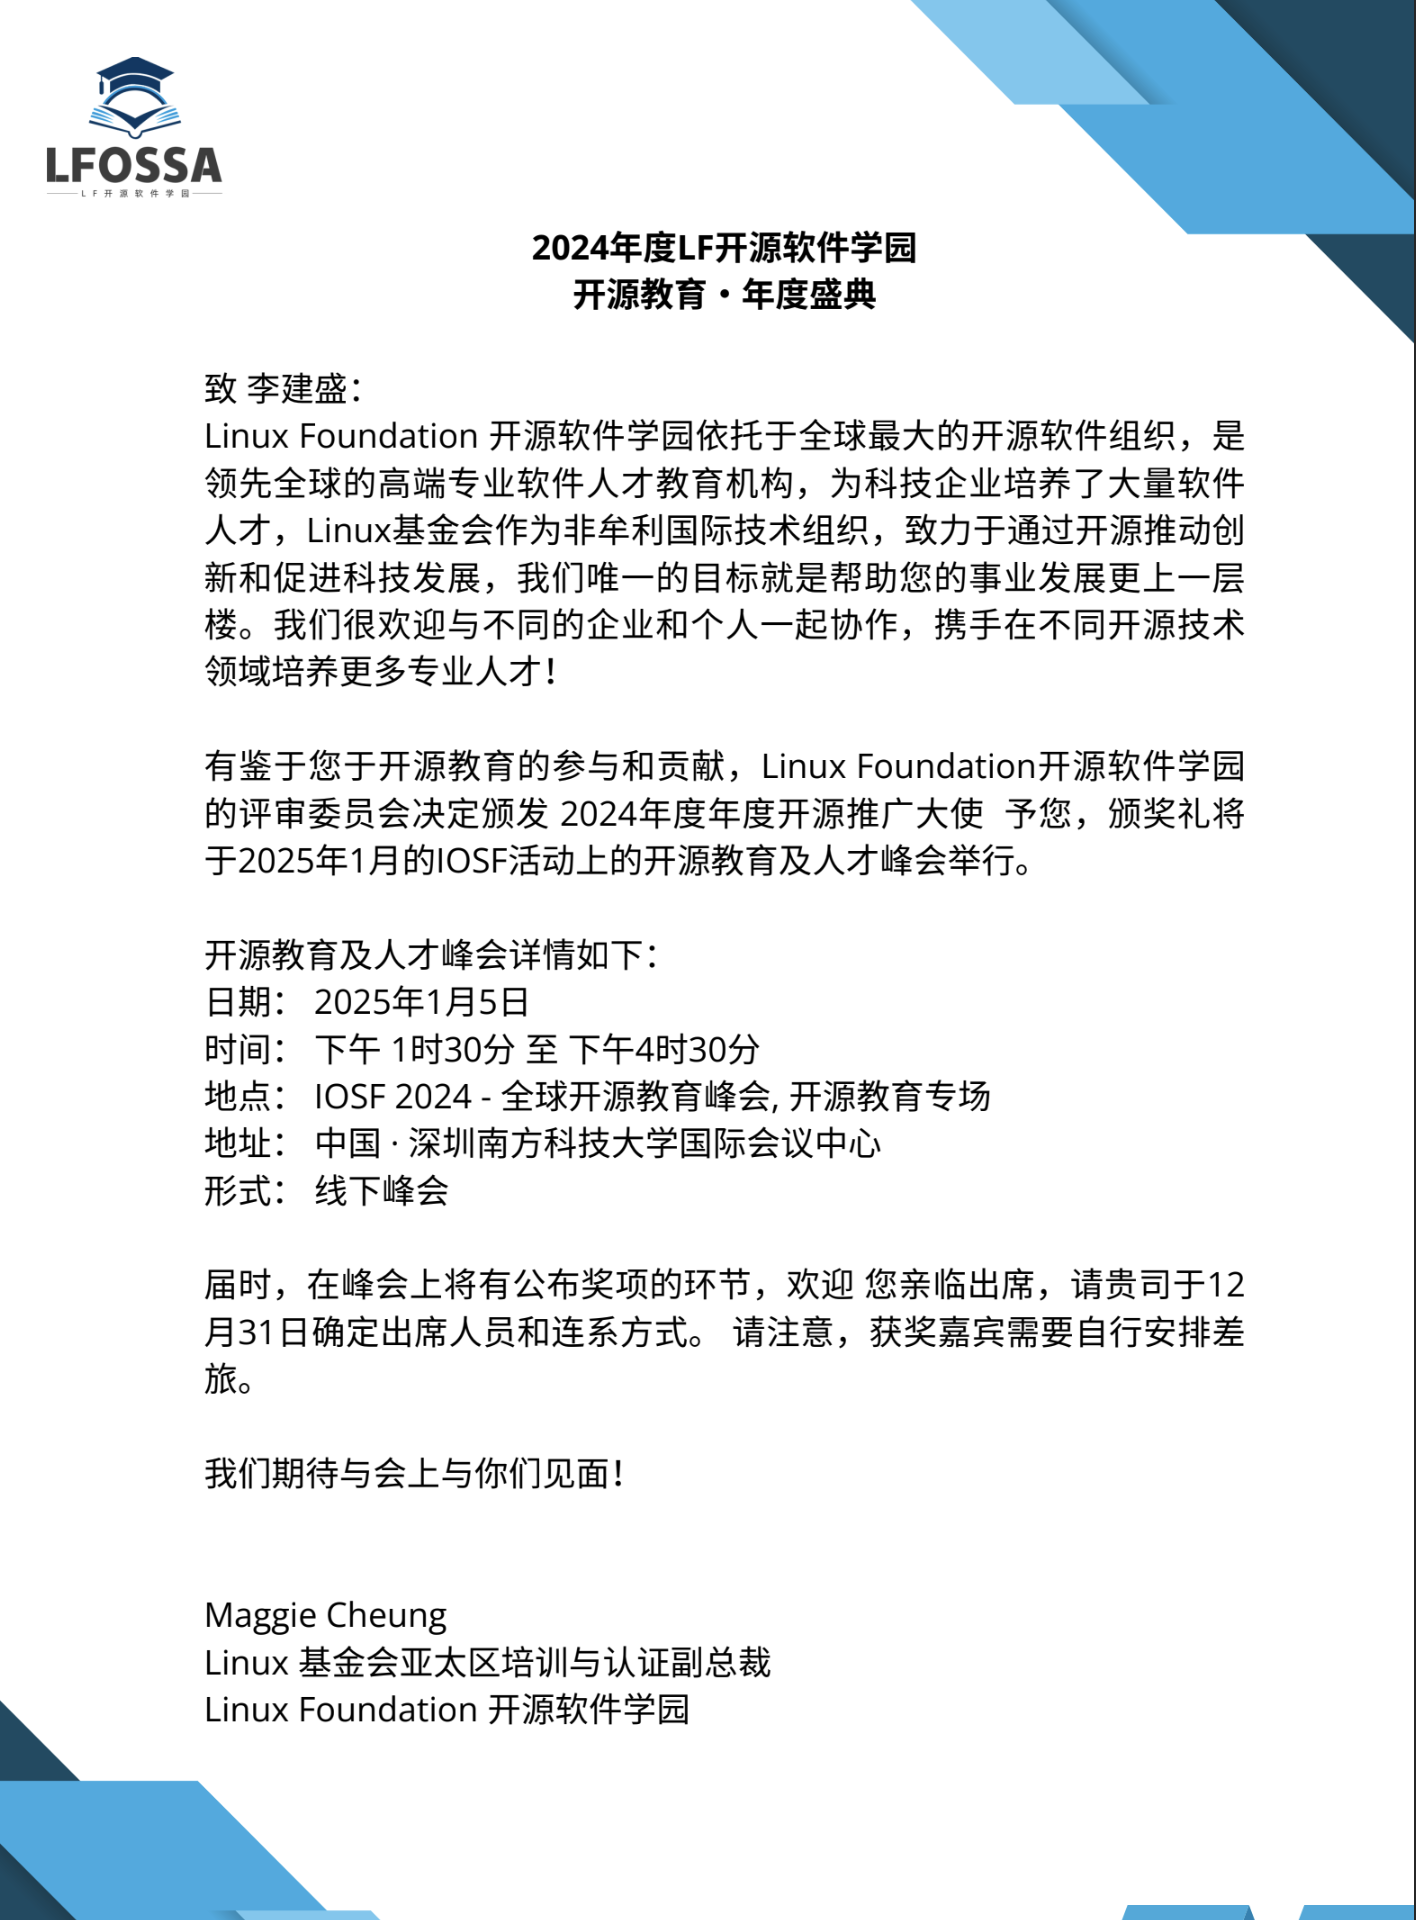 LFOSSA
LF开源软件学园
2024年度LF开源软件学园
开源教育·年度盛典
致 李建盛：
Linux Foundation 开源软件学园依托于全球最大的开源软件组织，是
领先全球的高端专业软件人才教育机构，为科技企业培养了大量软件
人才，Linux基金会作为非牟利国际技术组织，致力于通过开源推动创
新和促进科技发展，我们唯一的目标就是帮助您的事业发展更上一层
楼。我们很欢迎与不同的企业和个人一起协作，携手在不同开源技术
领域培养更多专业人才！
有鉴于您于开源教育的参与和贡献，Linux Foundation开源软件学园
的评审委员会决定颁发 2024年度年度开源推广大使  予您，颁奖礼将
于2025年1月的IOSF活动上的开源教育及人才峰会举行。
开源教育及人才峰会详情如下：
日期： 2025年1月5日
时间： 下午 1时30分 至 下午4时30分
地点： IOSF 2024 - 全球开源教育峰会, 开源教育专场
地址： 中国 · 深圳南方科技大学国际会议中心
形式： 线下峰会
届时，在峰会上将有公布奖项的环节，欢迎 您亲临出席，请贵司于12
月31日确定出席人员和连系方式。 请注意，获奖嘉宾需要自行安排差
旅。
我们期待与会上与你们见面！
Maggie Cheung
Linux 基金会亚太区培训与认证副总裁
Linux Foundation 开源软件学园